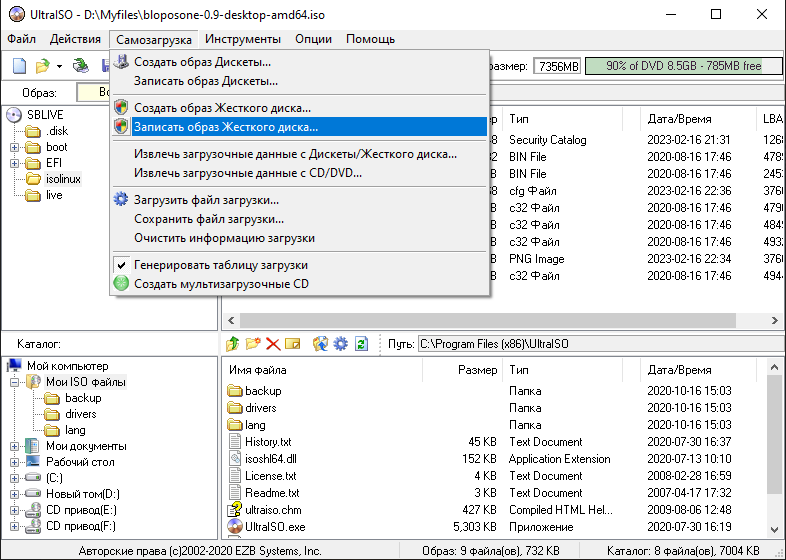 UltraISO - D:\Myfiles\bloposone-0.9-desktop-amd64.iso
Файл Действия Самозагрузка Инструменты Опции Помощь
размер: 7356MB 90% of DVD 8.5GB - 785MB free
Образ:
SBLIVE
.disk
boot
EFI
isolinux
live
Создать образ Дискеты...
Записать образ Дискеты...
Создать образ Жесткого диска...
Записать образ Жесткого диска...
Извлечь загрузочные данные с Дискеты/Жесткого диска...
Извлечь загрузочные данные с CD/DVD...
Загрузить файл загрузки...
Сохранить файл загрузки...
Очистить информацию загрузки
Генерировать таблицу загрузки
Создать мультизагрузочные CD
Тип Дата/Время LBA
Security Catalog 2023-02-16 21:31 1268
BIN File 2020-08-16 17:46 4789
BIN File 2020-08-16 17:46 2452
cfg Файл 2023-02-16 22:36 3760
c32 Файл 2020-08-16 17:46 4790
c32 Файл 2020-08-16 17:46 4849
c32 Файл 2020-08-16 17:46 4932
PNG Image 2023-02-16 22:34 3760
c32 Файл 2020-08-16 17:46 4944
Каталог:
Путь: C:\Program Files (x86)\UltraISO
Мой компьютер
Мои ISO файлы
backup
drivers
lang
Мои документы
Рабочий стол
(C:)
Новый том(D:)
CD привод(E:)
CD привод(F:)
Имя файла Размер Тип Дата/Время
backup Папка 2020-10-16 15:03
drivers Папка 2020-10-16 15:03
lang Папка 2020-10-16 15:03
History.txt 45 KB Text Document 2020-07-30 16:37
isoshl64.dll 152 KB Application Extension 2020-07-13 10:10
License.txt 4 KB Text Document 2008-02-28 16:59
Readme.txt 3 KB Text Document 2007-04-17 17:32
ultraiso.chm 427 KB Compiled HTML Hel... 2009-08-06 12:48
UltraISO.exe 5,303 KB Приложение 2020-07-30 16:19
Авторские права (c)2002-2020 EZB Systems, Inc. Образ: 9 файла(ов), 732 KB Каталог: 8 файла(ов), 7004 KB